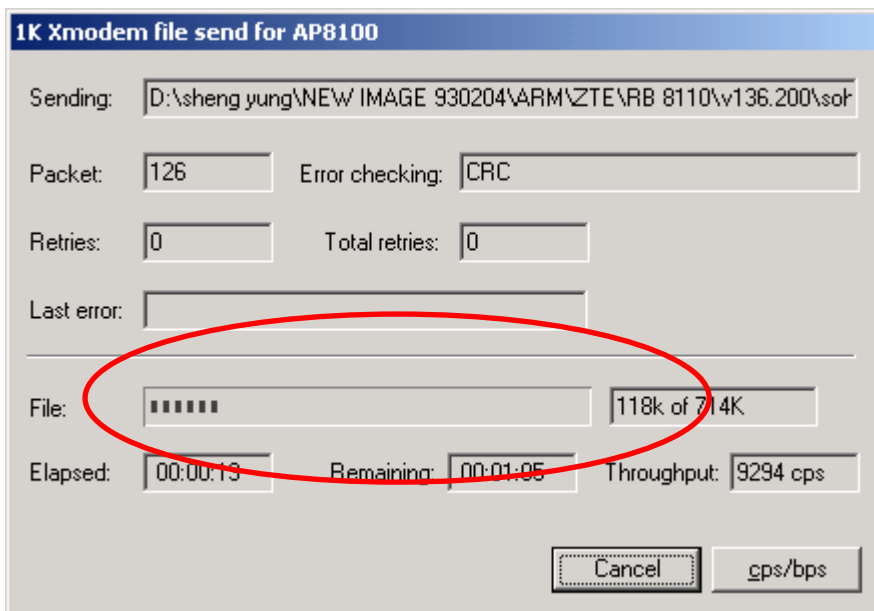 1K Xmodem file send for AP8100
Sending: D:\sheng yung\NEW IMAGE 930204\ARM\ZTE\RB 8110\v136.200\soh
Packet: 126 Error checking: CRC
Retries: 0 Total retries: 0
Last error:
File: 118k of 714K
Elapsed: 00:00:13 Remaining: 00:01:05 Throughput: 9294 cps
Cancel cps/bps